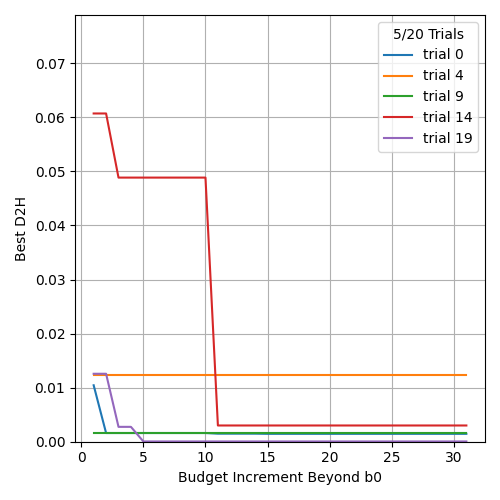 5/20 Trials
trial 0
trial 4
trial 9
trial 14
trial 19
Best D2H
0.07
0.06
0.05
0.04
0.03
0.02
0.01
0.00
0 5 10 15 20 25 30
Budget Increment Beyond b0